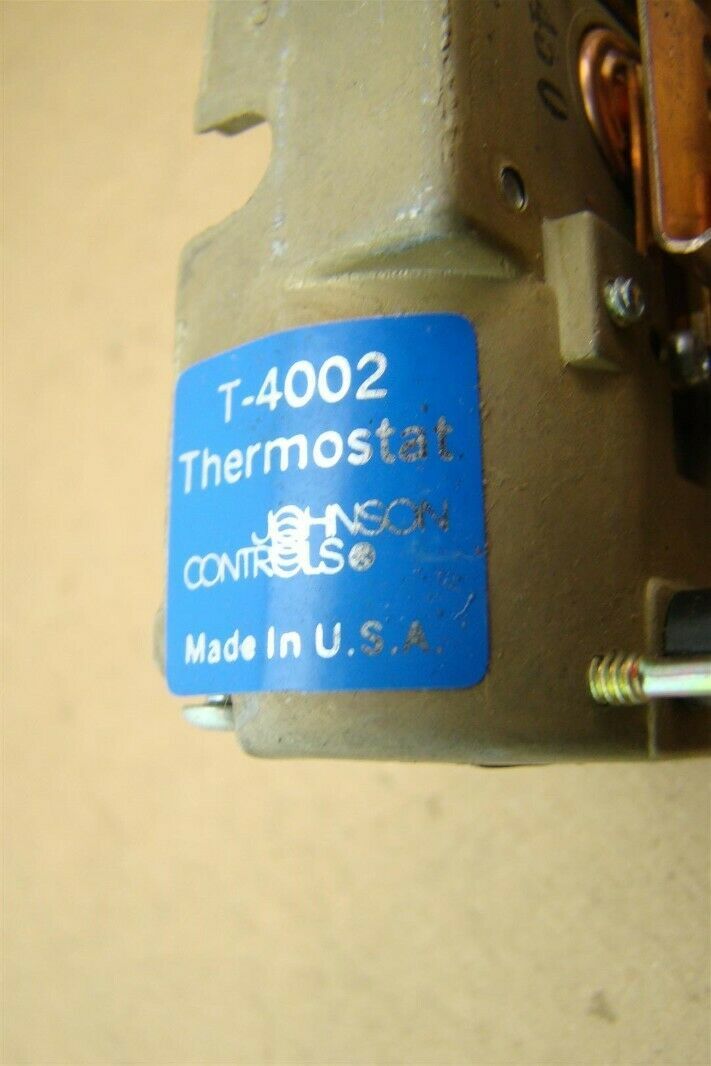 T-4002
Thermostat
JOHNSON
CONTROLS®
Made In U.S.A.